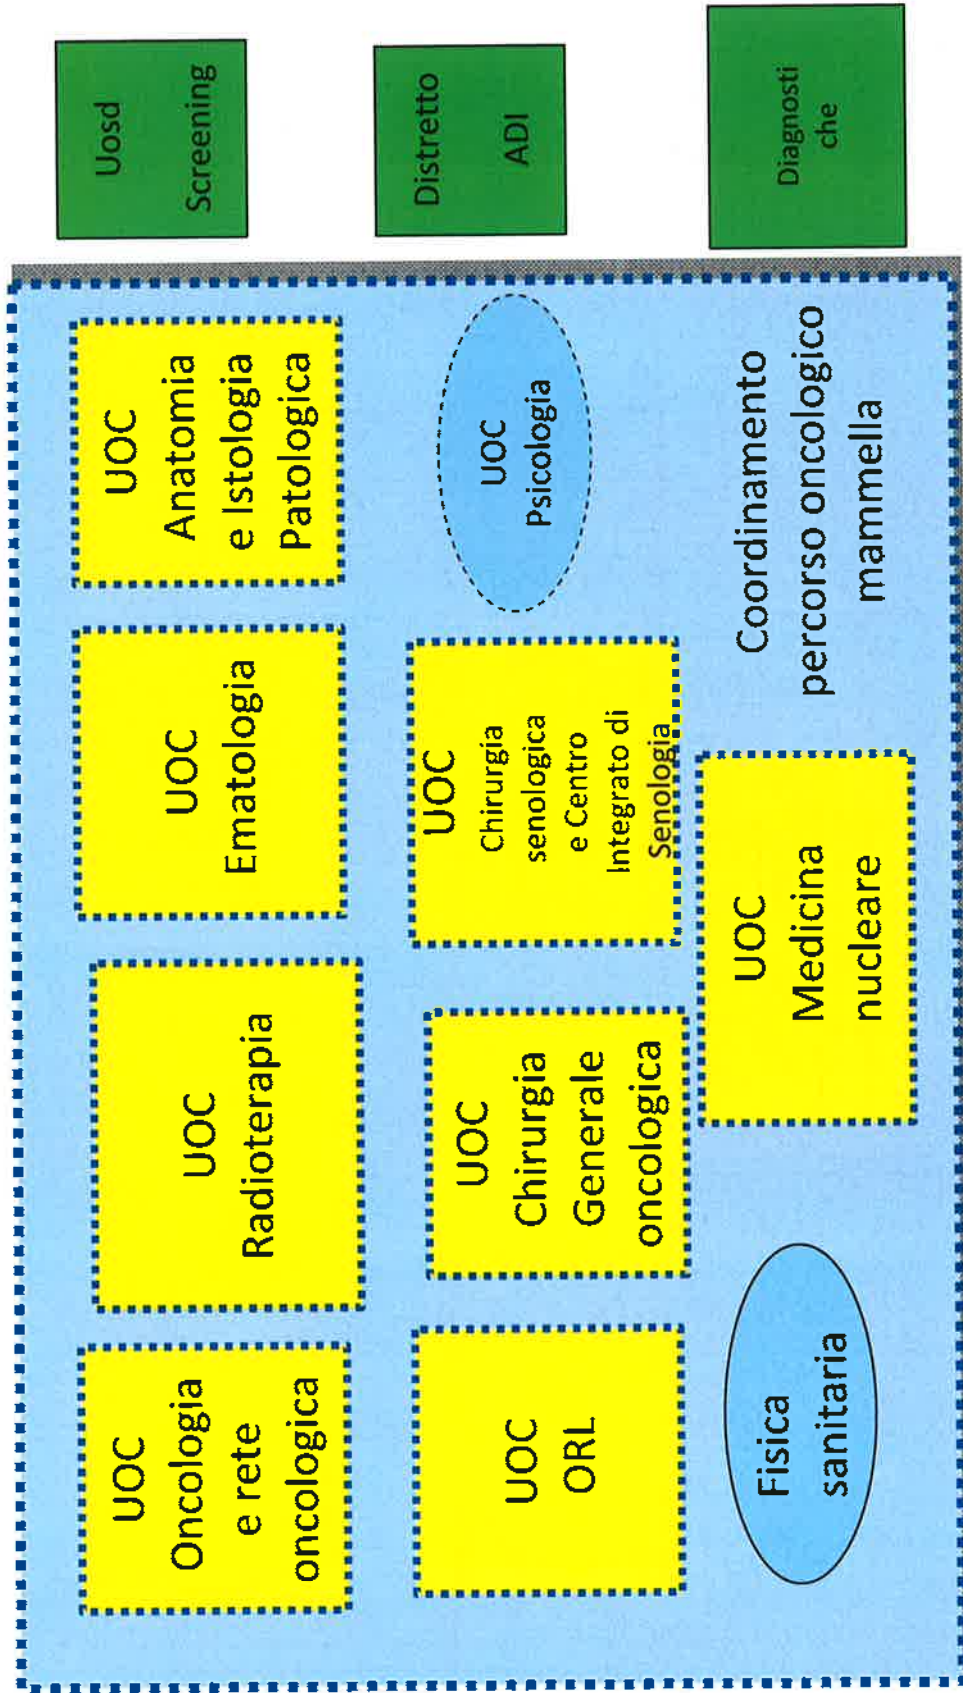 UOC
Oncologia
e rete
oncologica
UOC
Radioterapia
UOC
Ematologia
UOC
Anatomia
e Istologia
Patologica
Uosd
Screening
UOC
ORL
UOC
Chirurgia
Generale
oncologica
UOC
Chirurgia
senologica
e Centro
Integrato di
Senologia
UOC
Psicologia
Distretto
ADI
Fisica
sanitaria
UOC
Medicina
nucleare
Coordinamento
percorso oncologico
mammella
Diagnosti
che